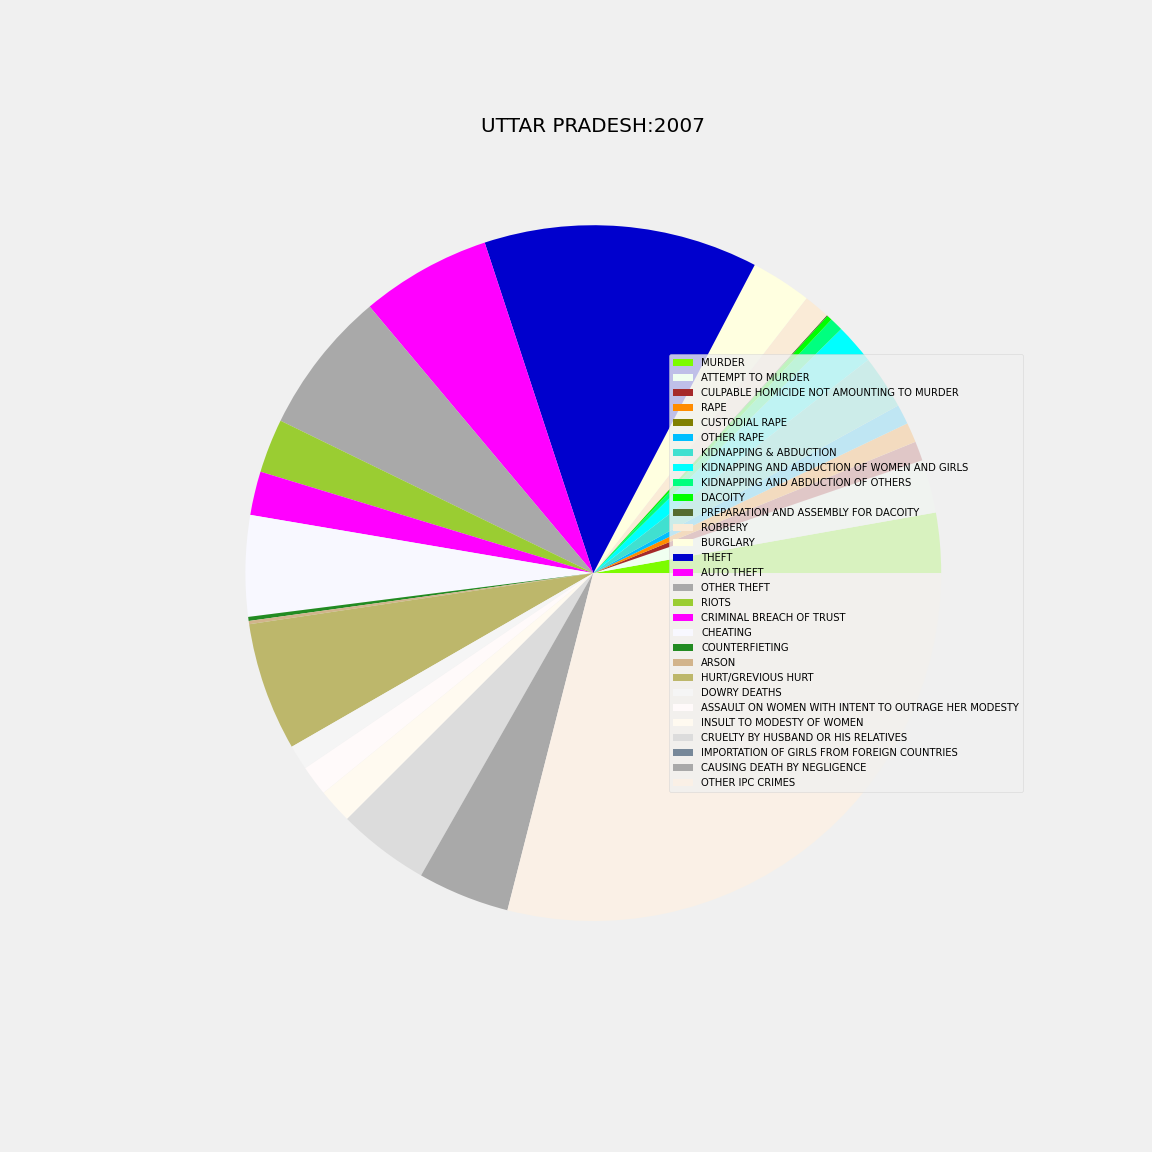 UTTAR PRADESH:2007
MURDER
ATTEMPT TO MURDER
CULPABLE HOMICIDE NOT AMOUNTING TO MURDER
RAPE
CUSTODIAL RAPE
OTHER RAPE
KIDNAPPING & ABDUCTION
KIDNAPPING AND ABDUCTION OF WOMEN AND GIRLS
KIDNAPPING AND ABDUCTION OF OTHERS
DACOITY
PREPARATION AND ASSEMBLY FOR DACOITY
ROBBERY
BURGLARY
THEFT
AUTO THEFT
OTHER THEFT
RIOTS
CRIMINAL BREACH OF TRUST
CHEATING
COUNTERFIETING
ARSON
HURT/GREVIOUS HURT
DOWRY DEATHS
ASSAULT ON WOMEN WITH INTENT TO OUTRAGE HER MODESTY
INSULT TO MODESTY OF WOMEN
CRUELTY BY HUSBAND OR HIS RELATIVES
IMPORTATION OF GIRLS FROM FOREIGN COUNTRIES
CAUSING DEATH BY NEGLIGENCE
OTHER IPC CRIMES